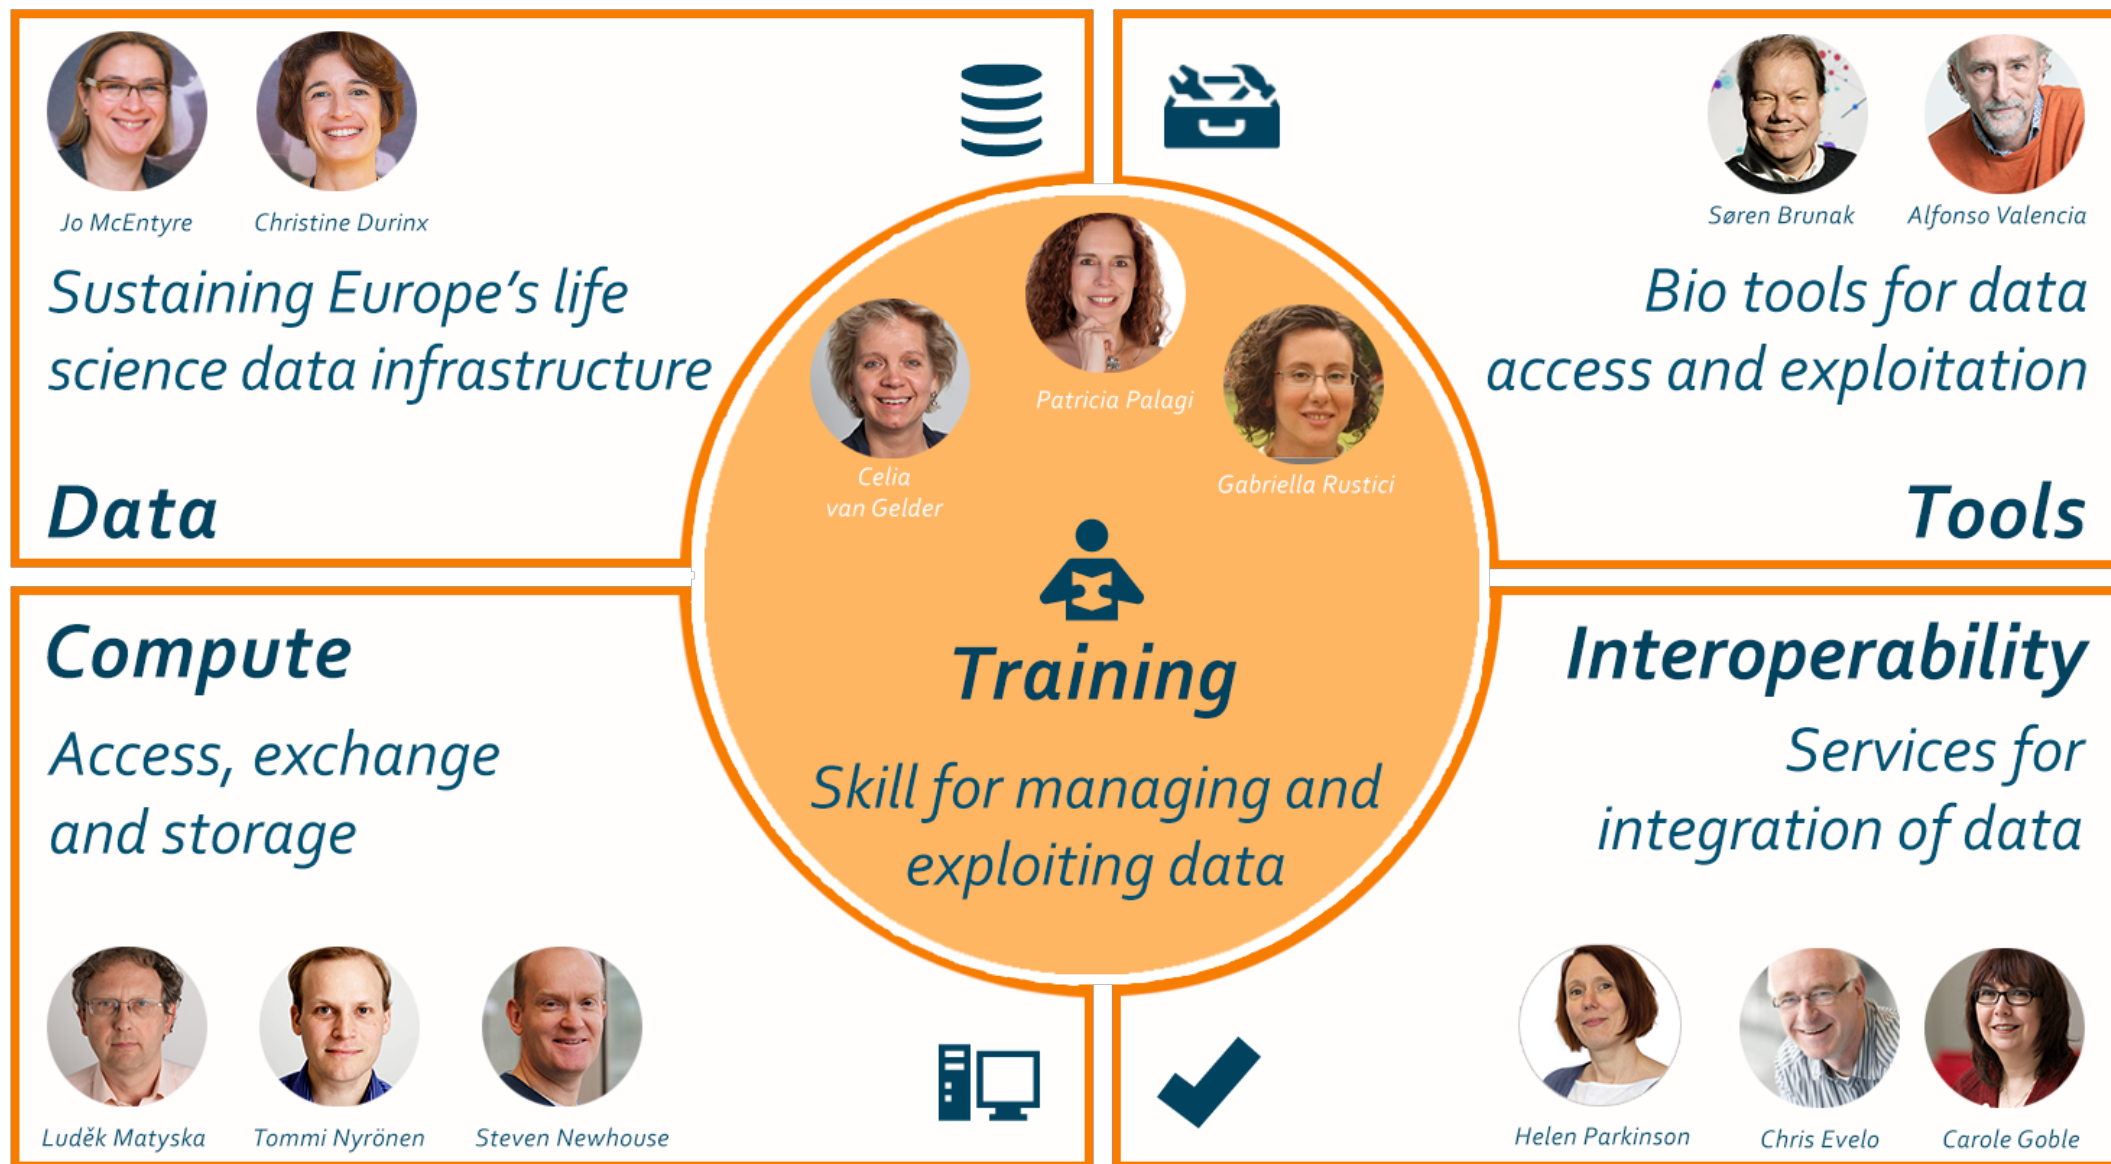 Jo McEntyre
Christine Durinx
Sustaining Europe's life
science data infrastructure
Data
Søren Brunak
Alfonso Valencia
Bio tools for data
access and exploitation
Tools
Patricia Palagi
Celia
van Gelder
Gabriella Rustici
Training
Skill for managing and
exploiting data
Compute
Access, exchange
and storage
Luděk Matyska
Tommi Nyrönen
Steven Newhouse
Interoperability
Services for
integration of data
Helen Parkinson
Chris Evelo
Carole Goble